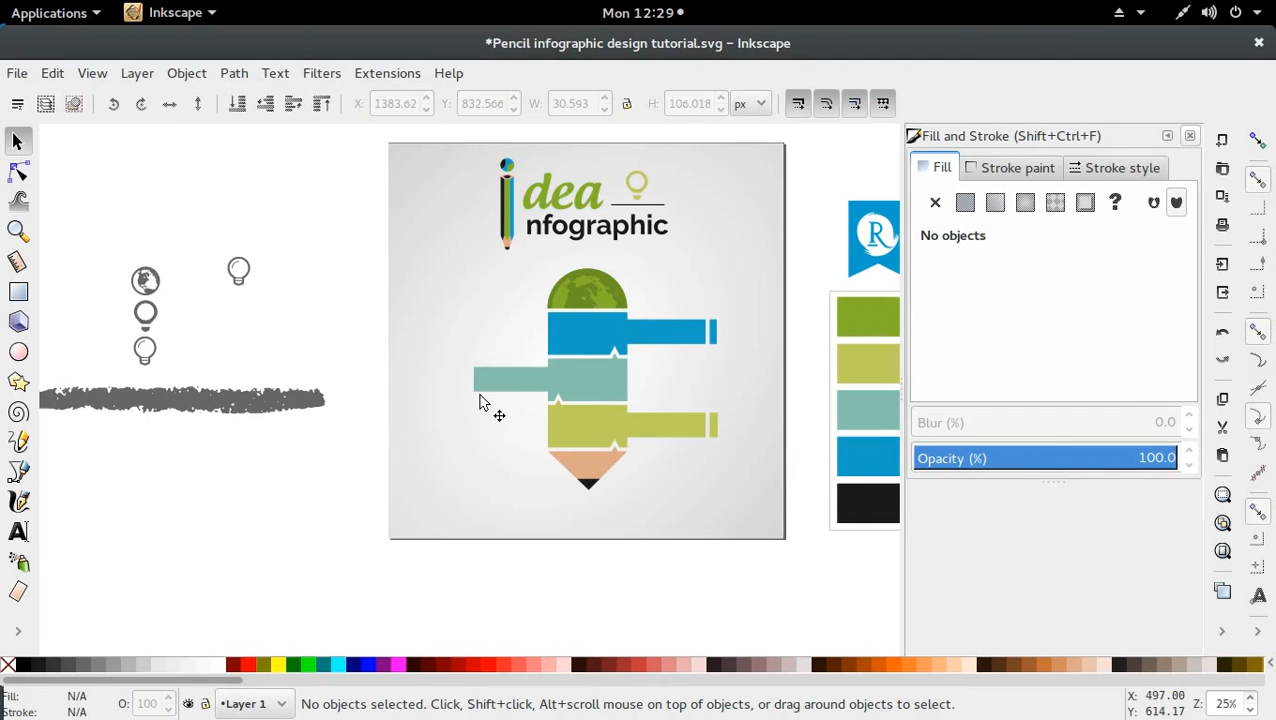 Applications
Inkscape
Mon 12:29
*Pencil infographic design tutorial.svg – Inkscape
File Edit View Layer Object Path Text Filters Extensions Help
X: 1383.62 Y: 832.566 W: 30.593 H: 106.018 px
Fill and Stroke (Shift+Ctrl+F)
Fill Stroke paint Stroke style
?
No objects
Blur (%) 0.0
Opacity (%) 100.0
idea
nfographic
R
A
Fill: N/A
Stroke: N/A
O: 100
•Layer 1
No objects selected. Click, Shift+click, Alt+scroll mouse on top of objects, or drag around objects to select.
X: 497.00
Y: 614.17
Z: 25%